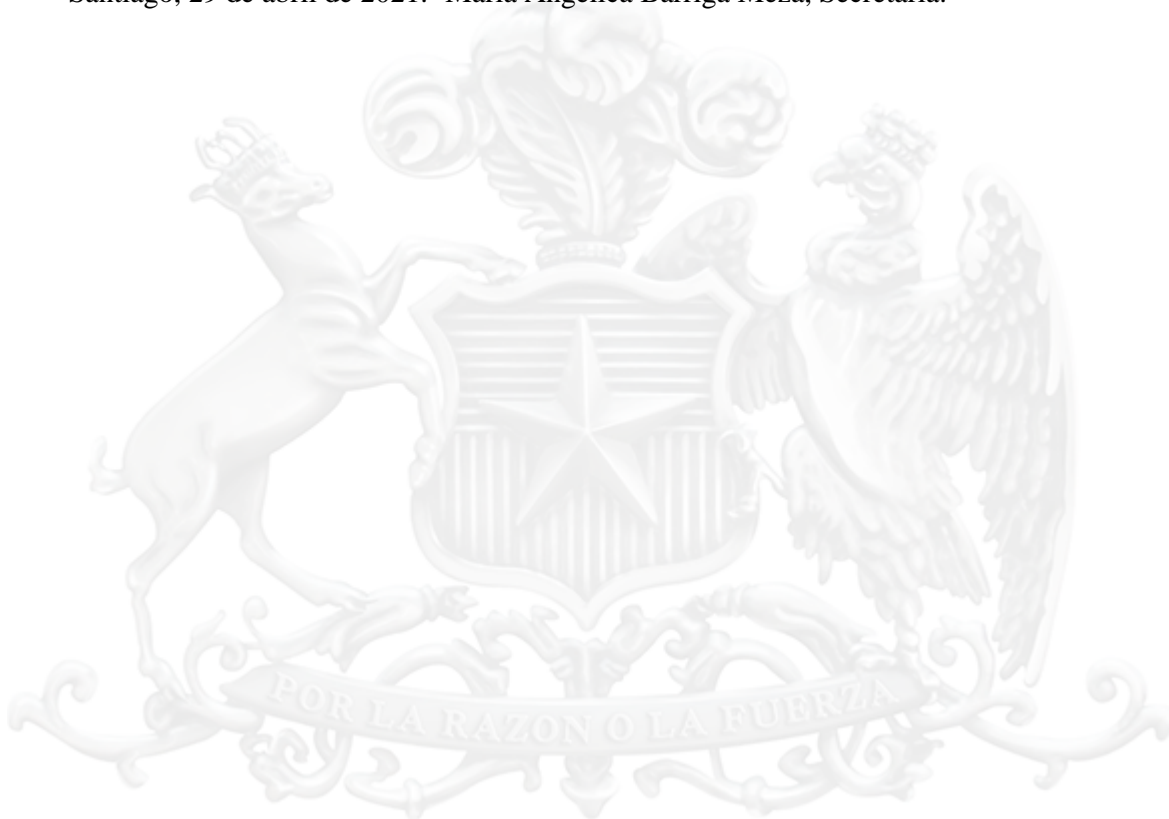 Santiago, 29 de abril de 2021.- María Angélica Barriga Meza, Secretaria.
POR LA RAZON O LA FUERZA